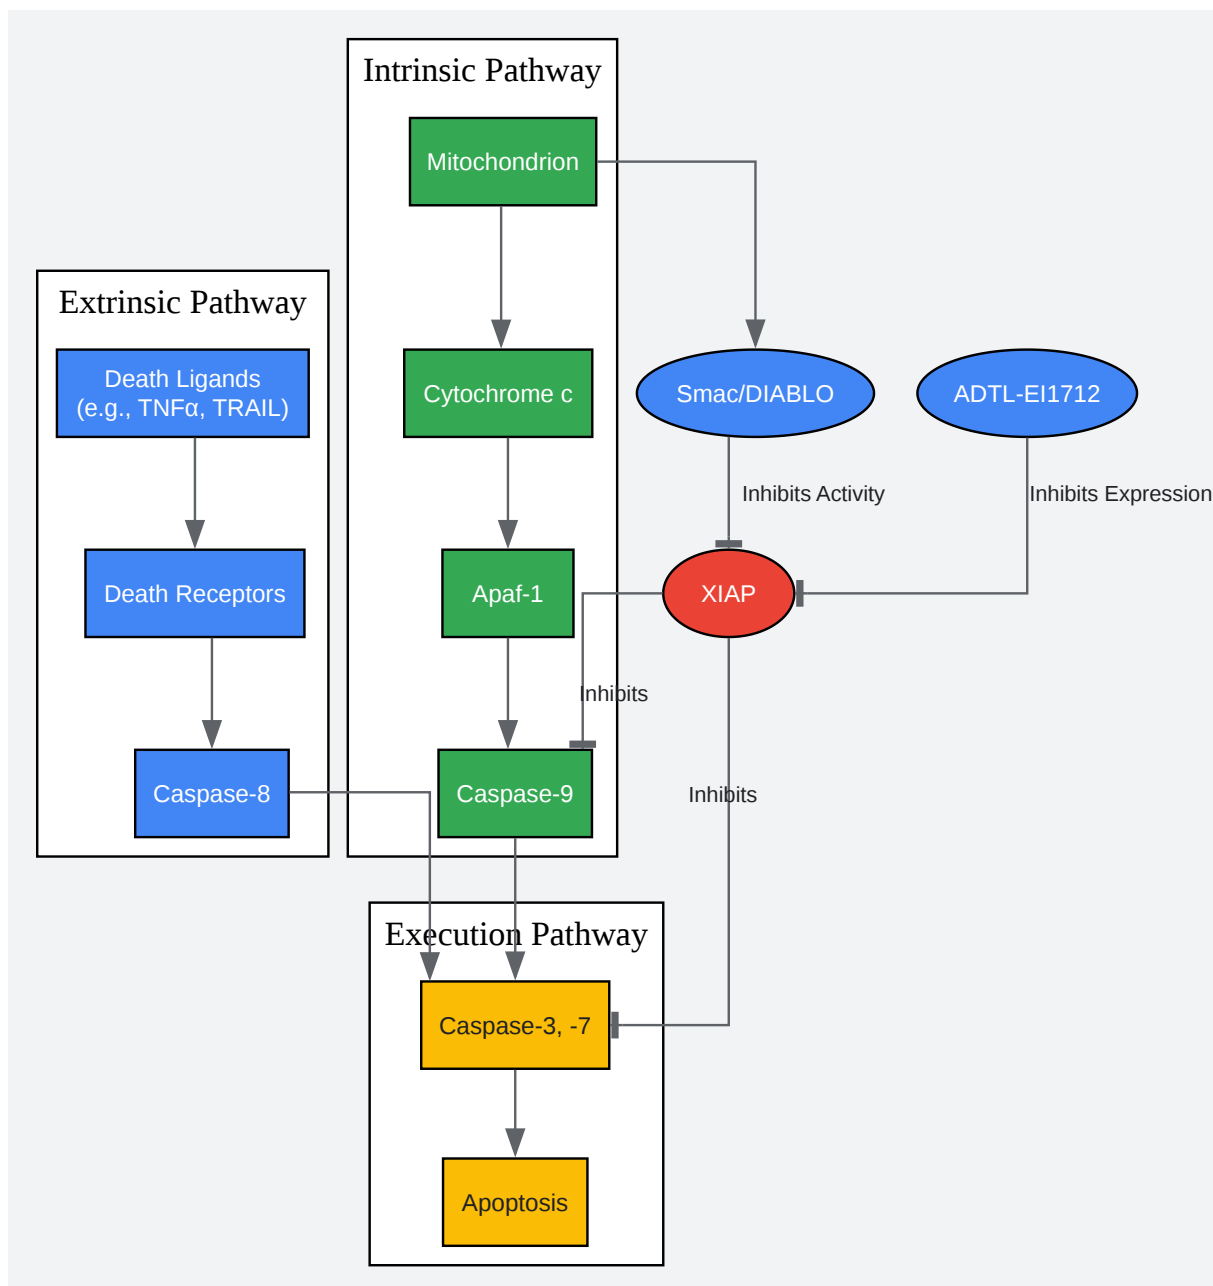 Intrinsic Pathway
Mitochondrion
Extrinsic Pathway
Death Ligands
(e.g., TNFα, TRAIL)
Cytochrome c
Smac/DIABLO
ADTL-EI1712
Inhibits Activity
Inhibits Expression
Death Receptors
Apaf-1
XIAP
Inhibits
Caspase-8
Caspase-9
Inhibits
Execution Pathway
Caspase-3, -7
Apoptosis